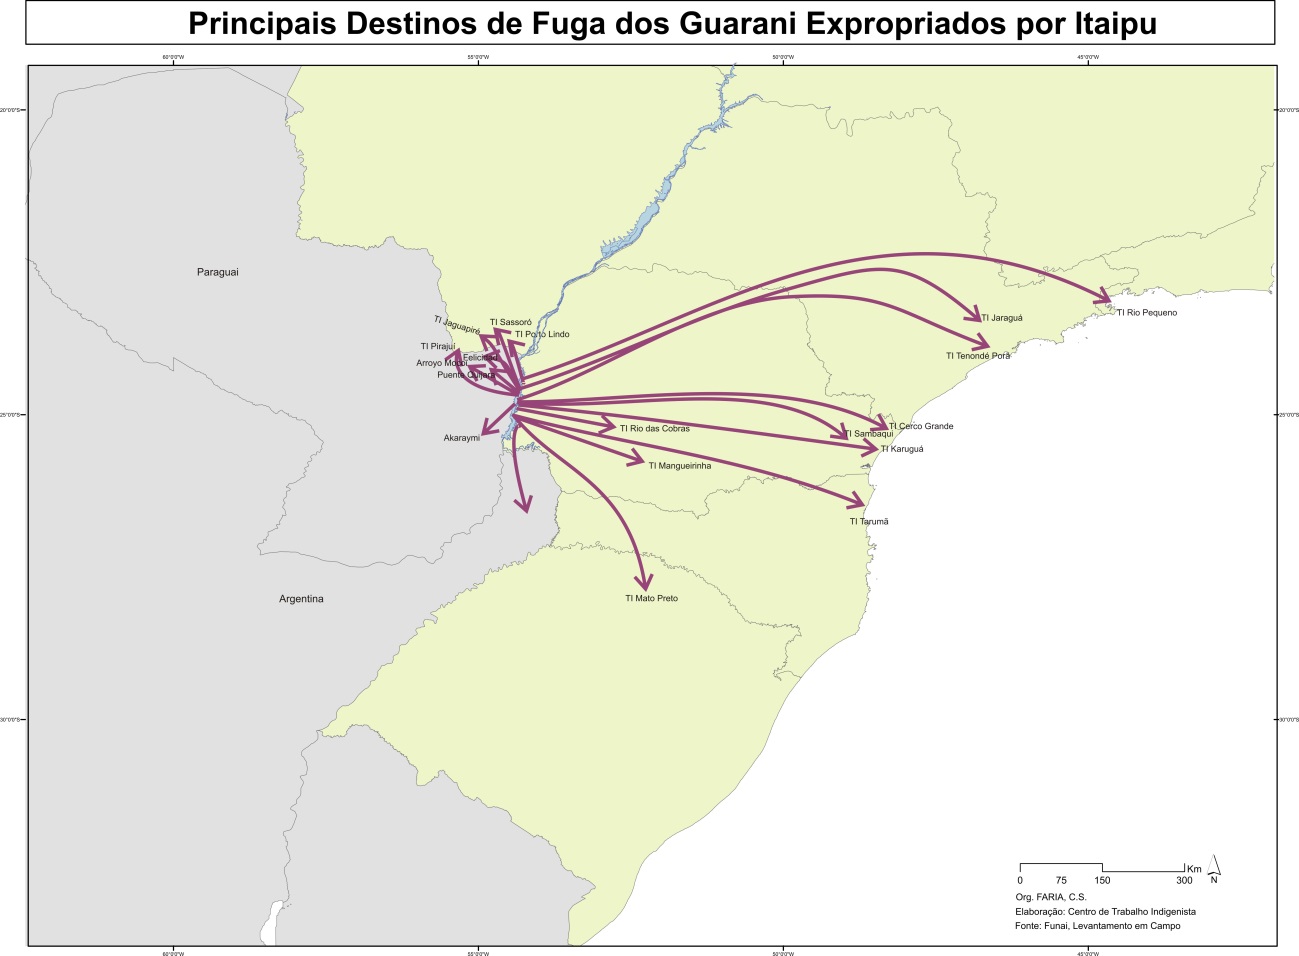 Principais Destinos de Fuga dos Guarani Expropriados por Itaipu
60°0'0"W 55°0'0"W 50°0'0"W 45°0'0"W
20°0'0"S 20°0'0"S
Paraguai
TI Rio Pequeno
TI Jaraguá
TI Jaguapiré
TI Sassoró
TI Porto Lindo
TI Pirajuí
TI Tenondé Porã
Felicidad
Arroyo Mokoi
Puente Quijara
25°0'0"S 25°0'0"S
TI Cerco Grande
TI Rio das Cobras
TI Sambaqui
Akaraymi
TI Karuguá
TI Mangueirinha
TI Tarumã
Argentina
TI Mato Preto
30°0'0"S 30°0'0"S
Km
0 75 150 300 N
Org. FARIA, C.S.
Elaboração: Centro de Trabalho Indigenista
Fonte: Funai, Levantamento em Campo
60°0'0"W 55°0'0"W 50°0'0"W 45°0'0"W